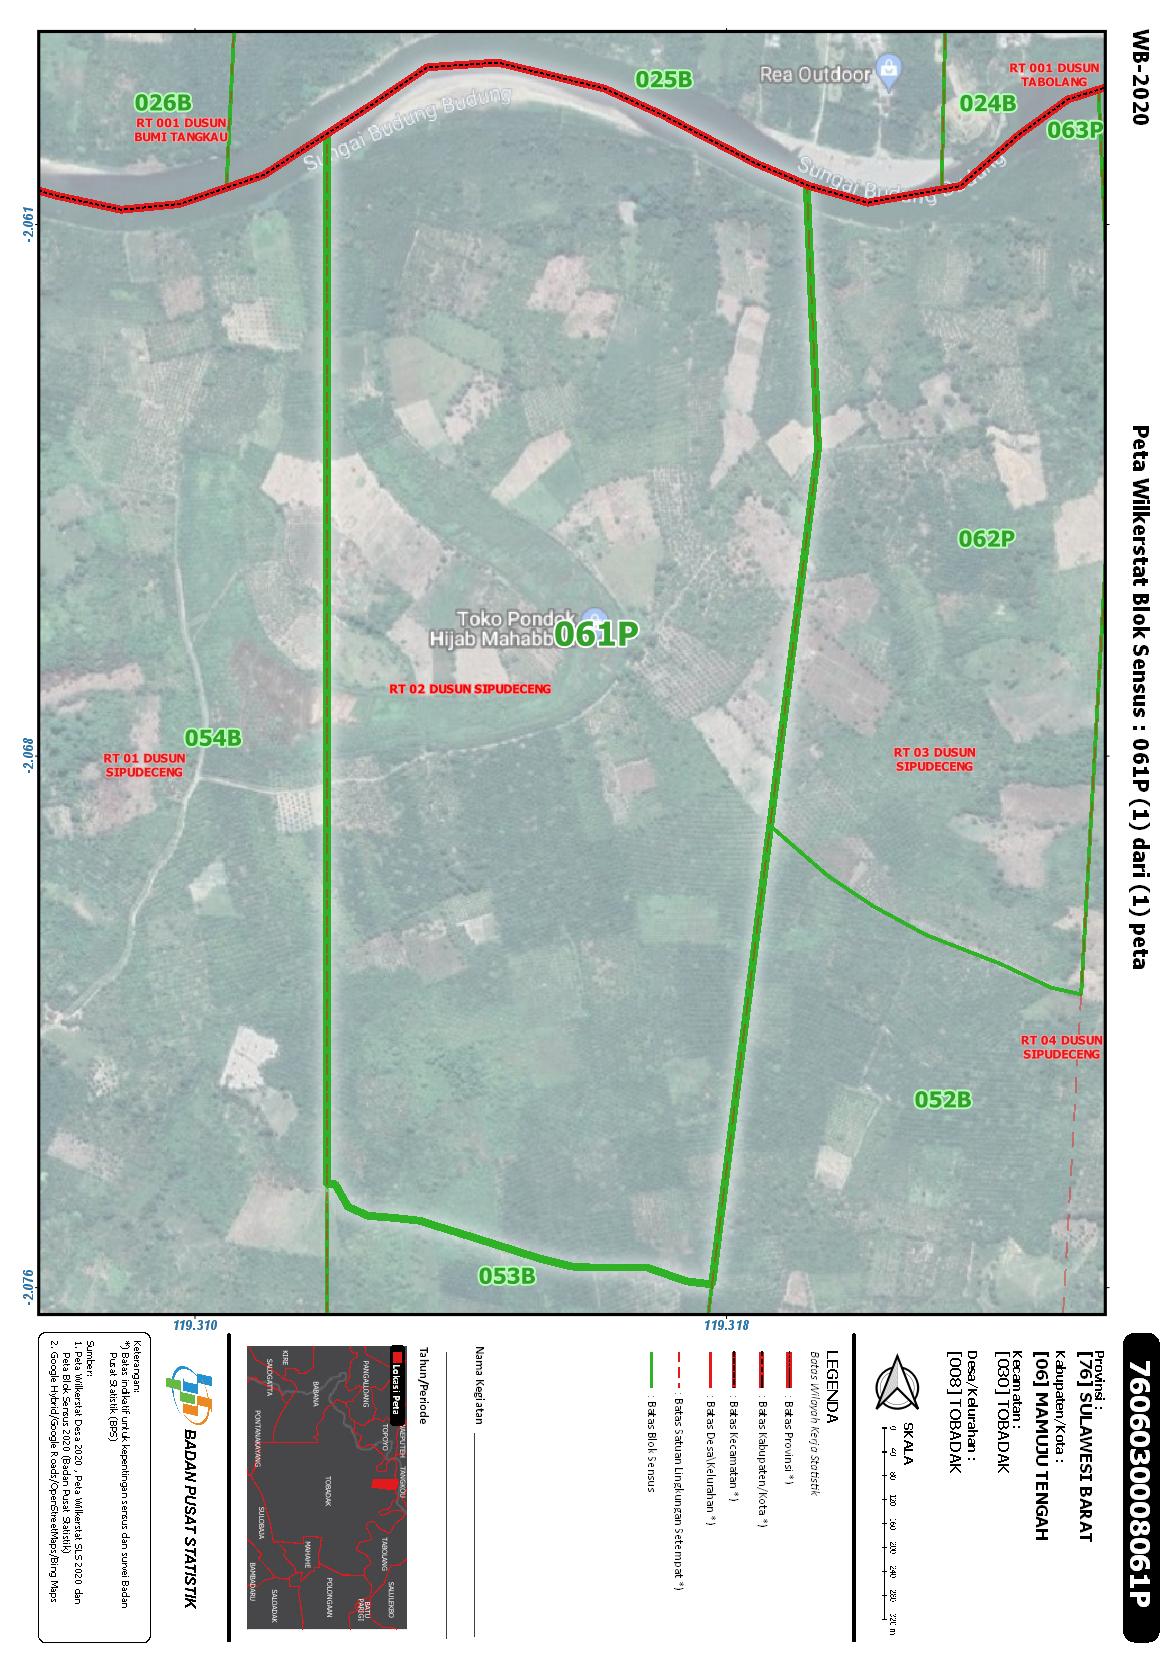 WB-2020
Peta Wilkerstat Blok Sensus : 061P (1) dari (1) peta
026B
RT 001 DUSUN
BUMI TANGKAU
025B
Rea Outdoor
024B
RT 001 DUSUN
TABOLANG
063P
Sungai Budung Budung
Sungai Budung Budung
062P
Toko Pondok
Hijab Mahabb
061P
RT 02 DUSUN SIPUDECENG
054B
RT 01 DUSUN
SIPUDECENG
RT 03 DUSUN
SIPUDECENG
RT 04 DUSUN
SIPUDECENG
052B
053B
-2.061
-2.068
-2.076
119.310
119.318
7606030008061P
Provinsi :
[76] SULAWESI BARAT
Kabupaten/Kota :
[06] MAMUJU TENGAH
Kecamatan :
[030] TOBADAK
Desa/Kelurahan :
[008] TOBADAK
SKALA
0 40 80 120 160 200 240 280 320 m
LEGENDA
Batas Wilayah Kerja Statistik
: Batas Provinsi *)
: Batas Kabupaten/Kota *)
: Batas Kecamatan *)
: Batas Desa\Kelurahan *)
: Batas Satuan Lingkungan Setempat *)
: Batas Blok Sensus
Nama Kegiatan
Tahun/Periode
Lokasi Peta
KIRE
SALOGATTA
PANGALLOANG
BABANA
PONTANAKAYANG
TOPOYO
WAEPUTEH
TANGKOU
TOBADAK
SULOBAJA
MAHAHE
TABOLANG
BAMBADARU
SALOADAK
POLONGAAN
BATU
PARIGI
SALULEKBO
BADAN PUSAT STATISTIK
Keterangan:
*) Batas indikatif untuk kepentingan sensus dan survei Badan
Pusat Statistik (BPS)
Sumber:
1. Peta Wilkerstat Desa 2020 , Peta Wilkerstat SLS 2020 dan
Peta Blok Sensus 2020 (Badan Pusat Statistik)
2. Google Hybrid/Google Roads/OpenStreetMaps/Bing Maps